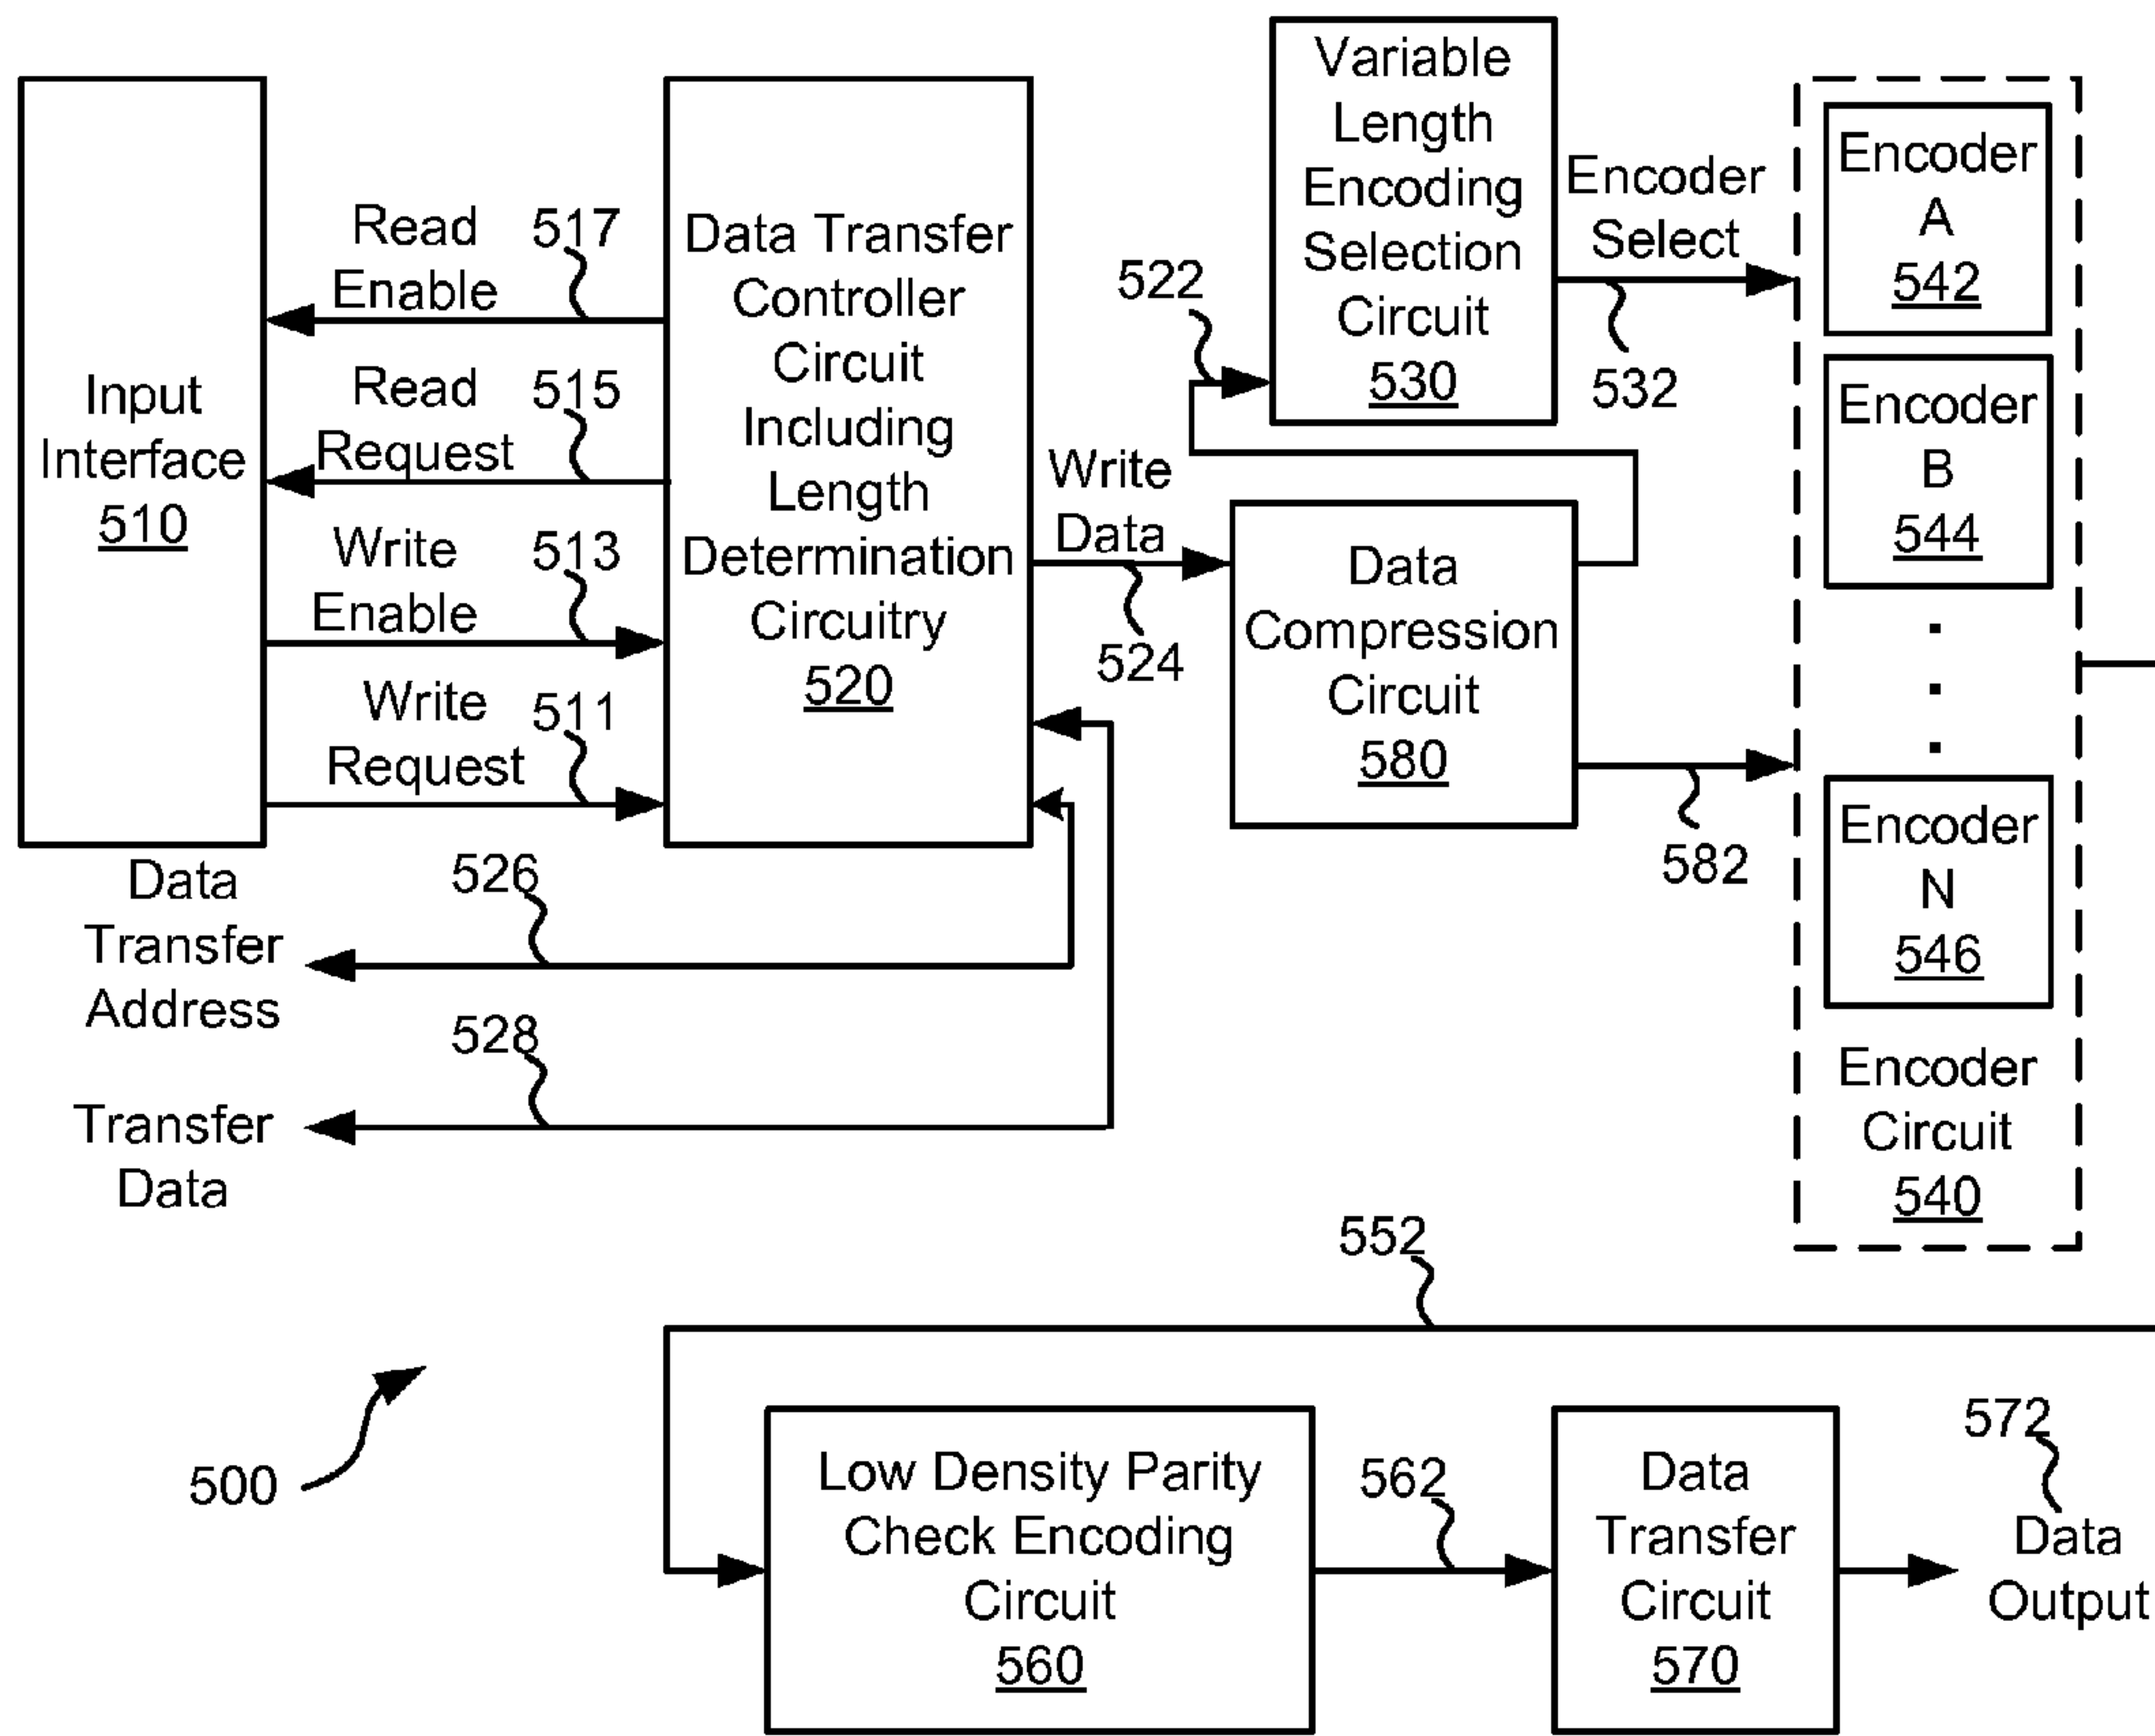 Input
Interface
510
Read
Enable
517
Read
Request
515
Write
Enable
513
Write
Request
511
Data Transfer
Controller
Circuit
Including
Length
Determination
Circuitry
520
Write
Data
524
522
Variable
Length
Encoding
Selection
Circuit
530
Encoder
Select
532
Data
Compression
Circuit
580
582
Encoder
A
542
Encoder
B
544
Encoder
N
546
Encoder
Circuit
540
Data
Transfer
Address
526
Transfer
Data
528
552
500
Low Density Parity
Check Encoding
Circuit
560
562
Data
Transfer
Circuit
570
572
Data
Output